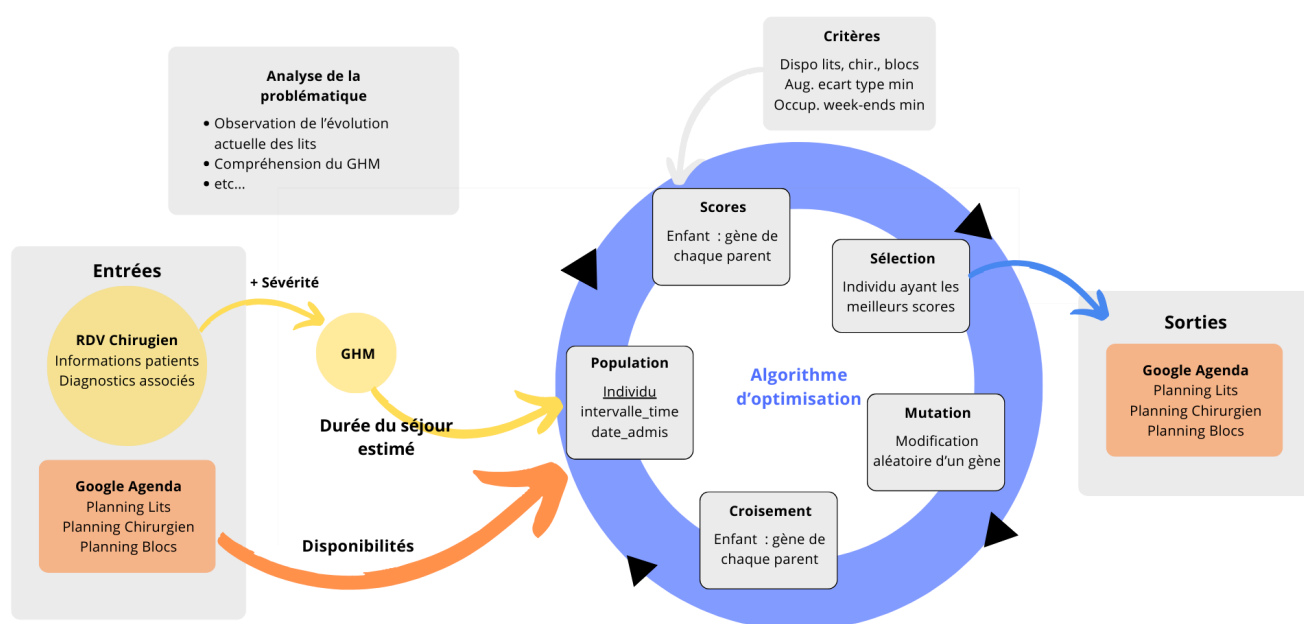 Critères
Dispo lits, chir., blocs
Aug. ecart type min
Occup. week-ends min
Analyse de la
problématique
• Observation de l'évolution
actuelle des lits
• Compréhension du GHM
• etc...
Entrées
RDV Chirugien
Informations patients
Diagnostics associés
Google Agenda
Planning Lits
Planning Chirurgien
Planning Blocs
+ Sévérité
GHM
Durée du séjour
estimé
Disponibilités
Scores
Enfant : gène de
chaque parent
Sélection
Individu ayant les
meilleurs scores
Population
Individu
intervalle_time
date_admis
Algorithme
d'optimisation
Mutation
Modification
aléatoire d'un gène
Croisement
Enfant : gène de
chaque parent
Sorties
Google Agenda
Planning Lits
Planning Chirurgien
Planning Blocs